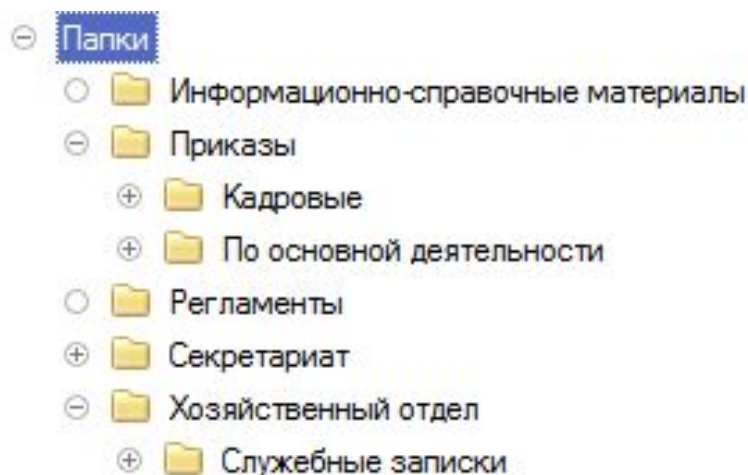 Папки
Информационно-справочные материалы
Приказы
Кадровые
По основной деятельности
Регламенты
Секретариат
Хозяйственный отдел
Служебные записки